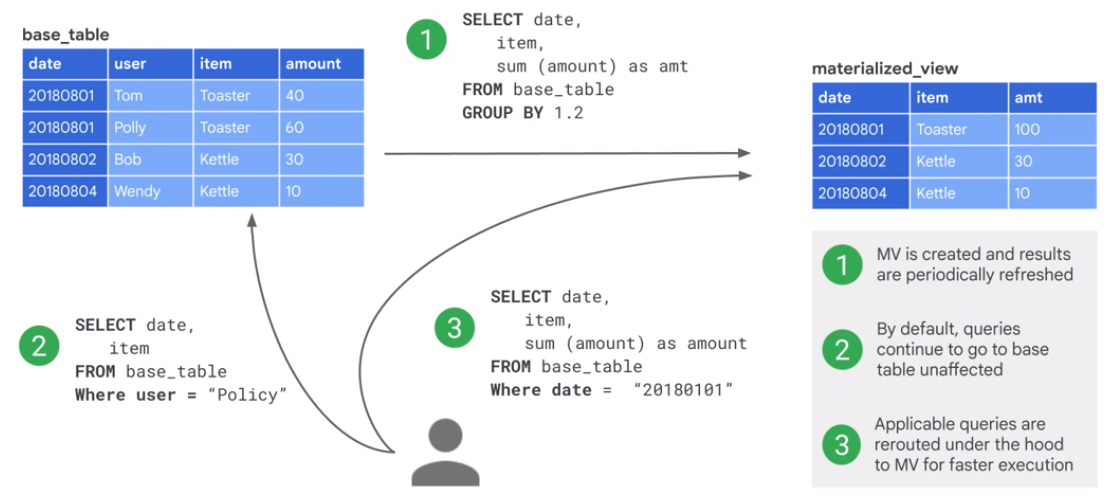 base_table
date user item amount
20180801 Tom Toaster 40
20180801 Polly Toaster 60
20180802 Bob Kettle 30
20180804 Wendy Kettle 10
1
SELECT date,
item,
sum (amount) as amt
FROM base_table
GROUP BY 1.2
materialized_view
date item amt
20180801 Toaster 100
20180802 Kettle 30
20180804 Kettle 10
2
SELECT date,
item
FROM base_table
Where user = “Policy”
3
SELECT date,
item,
sum (amount) as amount
FROM base_table
Where date = “20180101”
1
MV is created and results
are periodically refreshed
2
By default, queries
continue to go to base
table unaffected
3
Applicable queries are
rerouted under the hood
to MV for faster execution